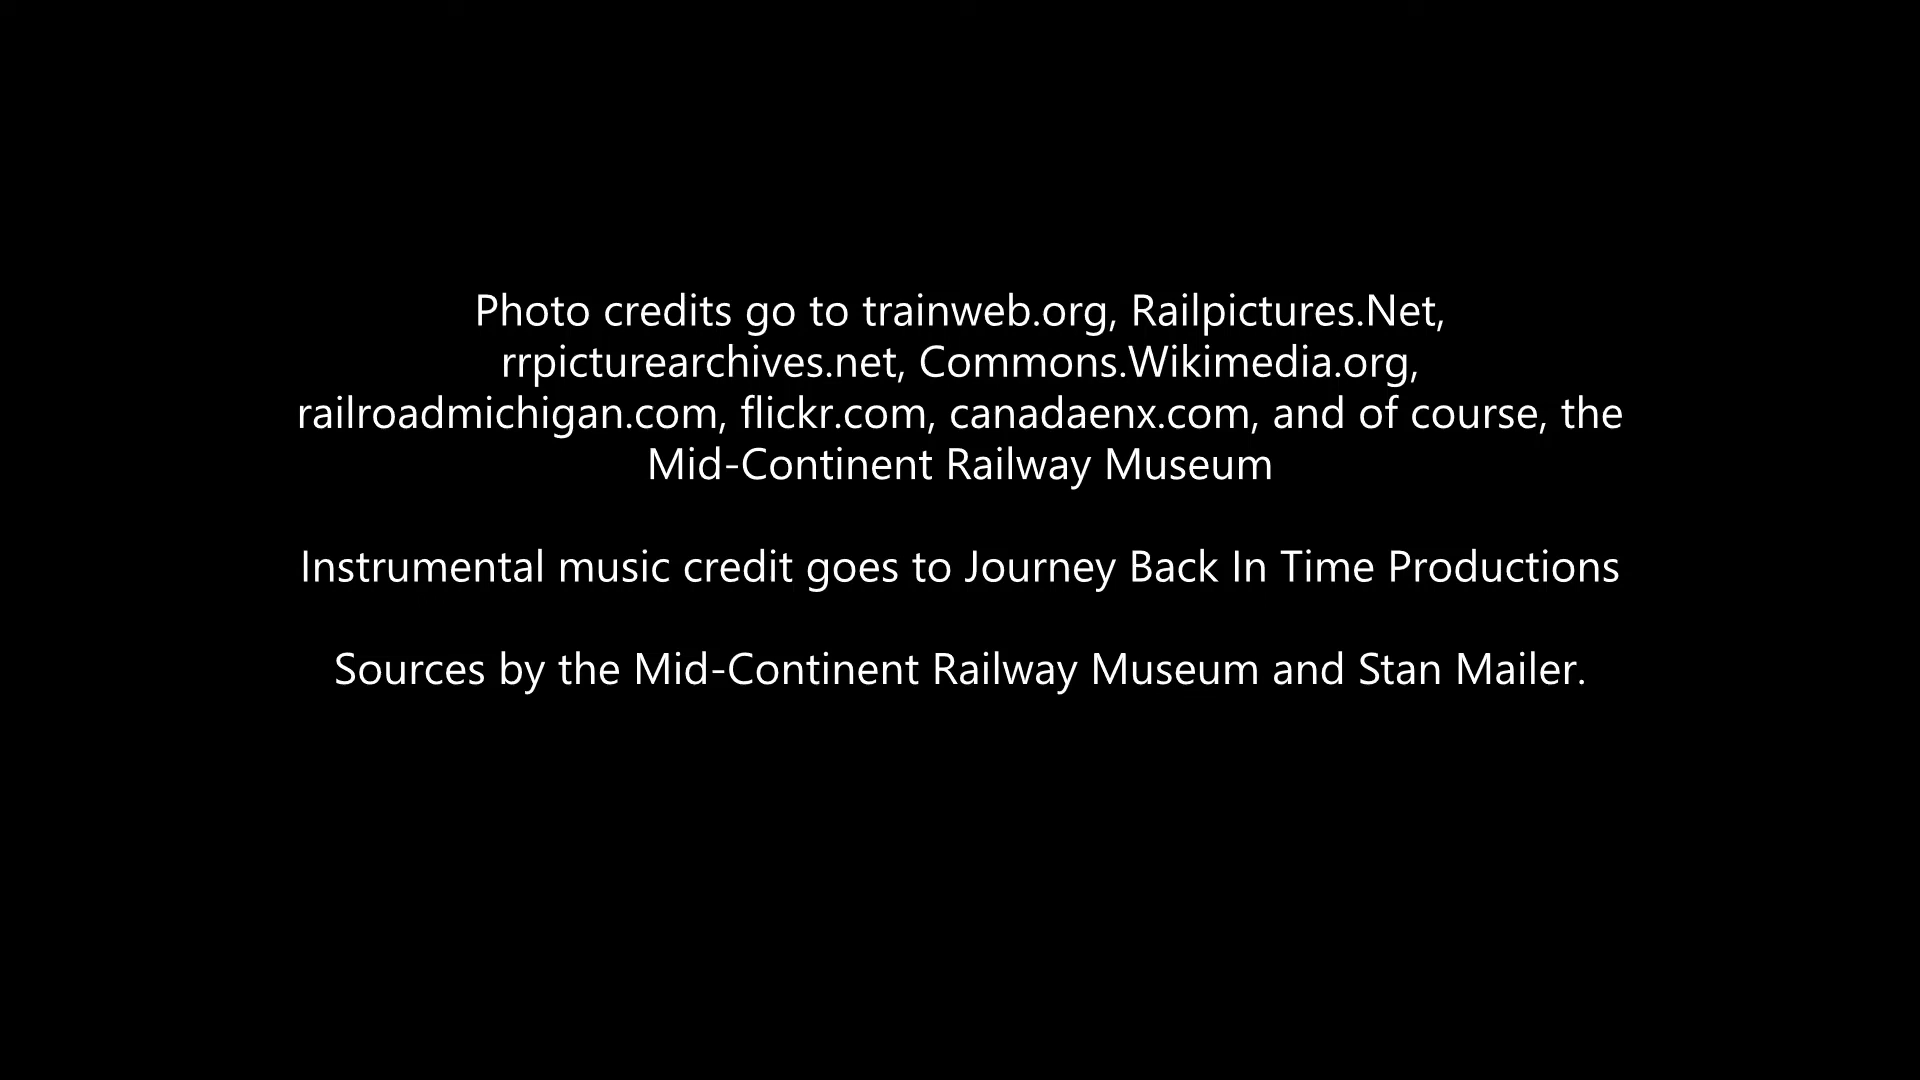 Photo credits go to trainweb.org, Railpictures.Net,
rrpicturearchives.net, Commons.Wikimedia.org,
railroadmichigan.com, flickr.com, canadaenx.com, and of course, the
Mid-Continent Railway Museum
Instrumental music credit goes to Journey Back In Time Productions
Sources by the Mid-Continent Railway Museum and Stan Mailer.